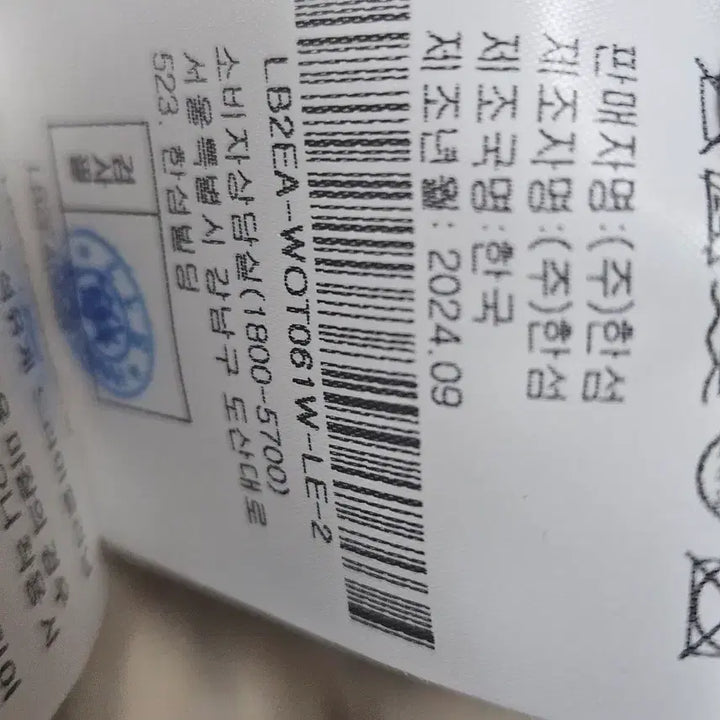 판매자명:(주)한섬
제조자명:(주)한섬
제조국명:한국
제조년월: 2024.09
LB2EA-WOT061W-LE-2
소비자상담실(1800-5700)
서울특별시 강남구 도산대로
523. 한섬빌딩
검사필